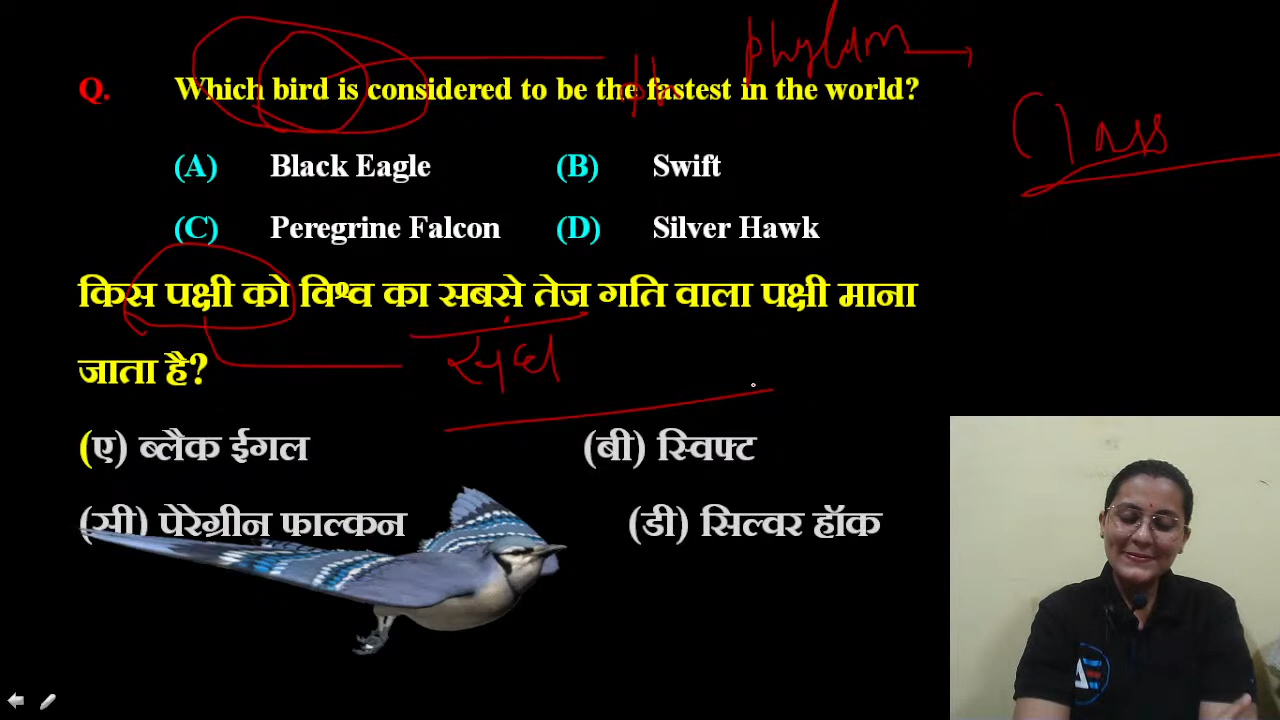 phylum
Q. Which bird is considered to be the fastest in the world?
Class
(A) Black Eagle (B) Swift
(C) Peregrine Falcon (D) Silver Hawk
किस पक्षी को विश्व का सबसे तेज गति वाला पक्षी माना
जाता है?
(ए) ब्लैक ईगल (बी) स्विफ्ट
(सी) पेरेग्रीन फाल्कन (डी) सिल्वर हॉक